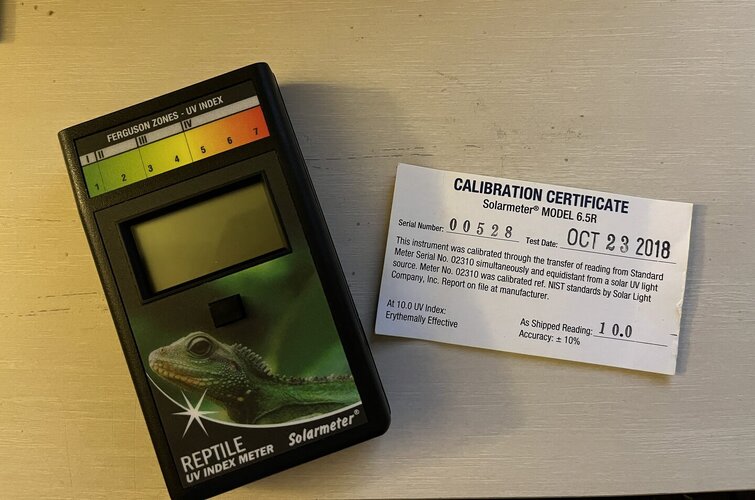 FERGUSON ZONES - UV INDEX
I II III IV
1 2 3 4 5 6 7
REPTILE
UV INDEX METER
Solarmeter®
CALIBRATION CERTIFICATE
Solarmeter® MODEL 6.5R
Serial Number: 00528 Test Date: OCT 23 2018
This instrument was calibrated through the transfer of reading from Standard
Meter Serial No. 02310 simultaneously and equidistant from a solar UV light
source. Meter No. 02310 was calibrated ref. NIST standards by Solar Light
Company, Inc. Report on file at manufacturer.
At 10.0 UV Index:
Erythemally Effective
As Shipped Reading: 10.0
Accuracy: ± 10%